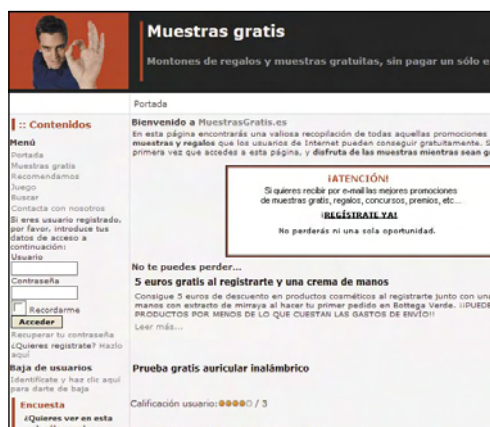 Muestras gratis
Montones de regalos y muestras gratuitas, sin pagar un sólo e
Portada
:: Contenidos
Menú
Portada
Muestras gratis
Recomendamos
Juego
Buscar
Contacta con nosotros
Si eres usuario registrado,
por favor, introduce tus
datos de acceso a
continuación:
Usuario
Contraseña
Recordarme
Acceder
Recuperar tu contraseña
¿Quieres registrate? Hazlo
aquí
Baja de usuarios
Identifícate y haz clic aquí
para darte de baja
Encuesta
¿Quieres ver en esta
Bienvenido a MuestrasGratis.es
En esta página encontrarás una valiosa recopilación de todas aquellas promociones
muestras y regalos que los usuarios de Internet pueden conseguir gratuitamente. S
primera vez que accedes a esta página, y disfruta de las muestras mientras sean g
¡ATENCIÓN!
Si quieres recibir por e-mail las mejores promociones
de muestras gratis, regalos, concursos, premios, etc...
¡REGÍSTRATE YA!
No perderás ni una sola oportunidad.
No te puedes perder...
5 euros gratis al registrarte y una crema de manos
Consigue 5 euros de descuento en productos cosméticos al registrarte junto con una
manos con extracto de mirraya al hacer tu primer pedido en Bottega Verde. ¡¡PUEDE
PRODUCTOS POR MENOS DE LO QUE CUESTAN LAS GASTOS DE ENVÍO!!
Leer más...
Prueba gratis auricular inalámbrico
Calificación usuario: / 3